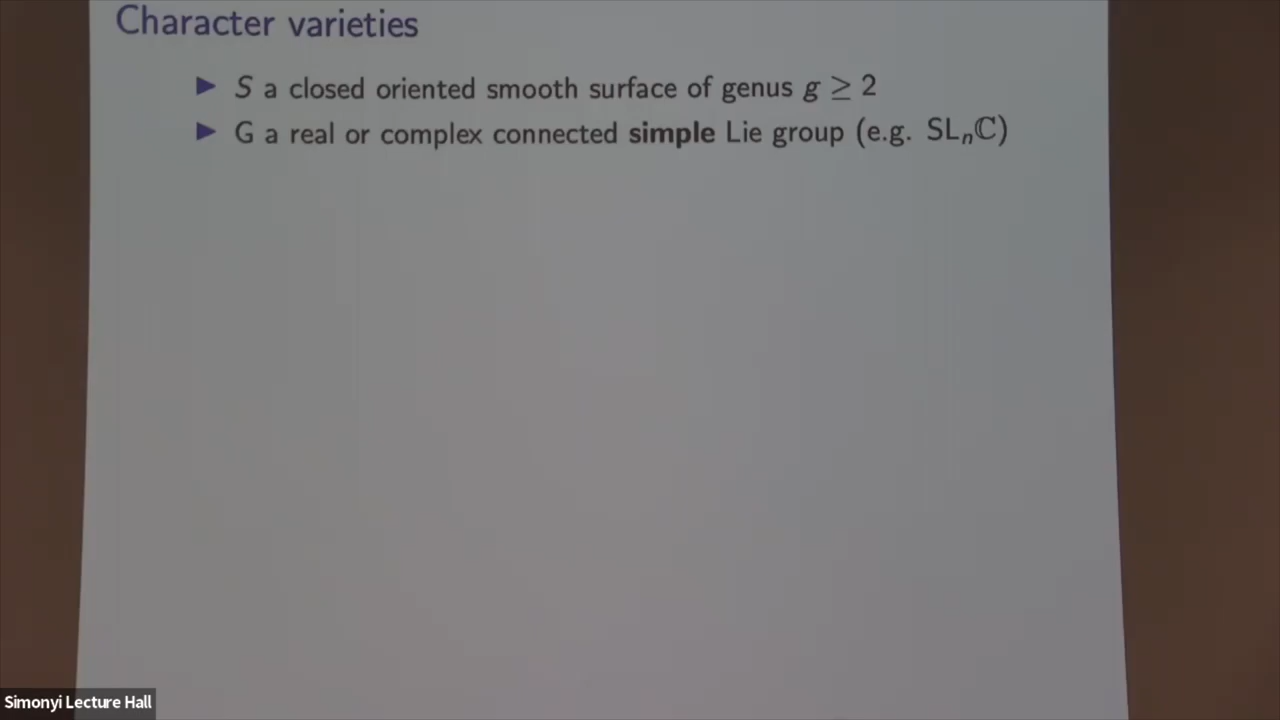 Character varieties
▶ S a closed oriented smooth surface of genus g ≥ 2
▶ G a real or complex connected simple Lie group (e.g. SLₙℂ)
Simonyi Lecture Hall